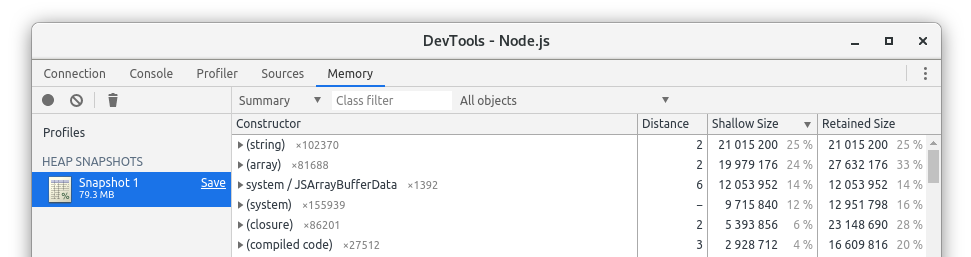 DevTools - Node.js
Connection Console Profiler Sources Memory
Summary Class filter All objects
Profiles
HEAP SNAPSHOTS
Snapshot 1 Save
79.3 MB
Constructor Distance Shallow Size Retained Size
(string) ×102370 2 21 015 200 25 % 21 015 200 25 %
(array) ×81688 2 19 979 176 24 % 27 632 176 33 %
system / JSArrayBufferData ×1392 6 12 053 952 14 % 12 053 952 14 %
(system) ×155939 – 9 715 840 12 % 12 951 798 16 %
(closure) ×86201 2 5 393 856 6 % 23 148 690 28 %
(compiled code) ×27512 3 2 928 712 4 % 16 609 816 20 %